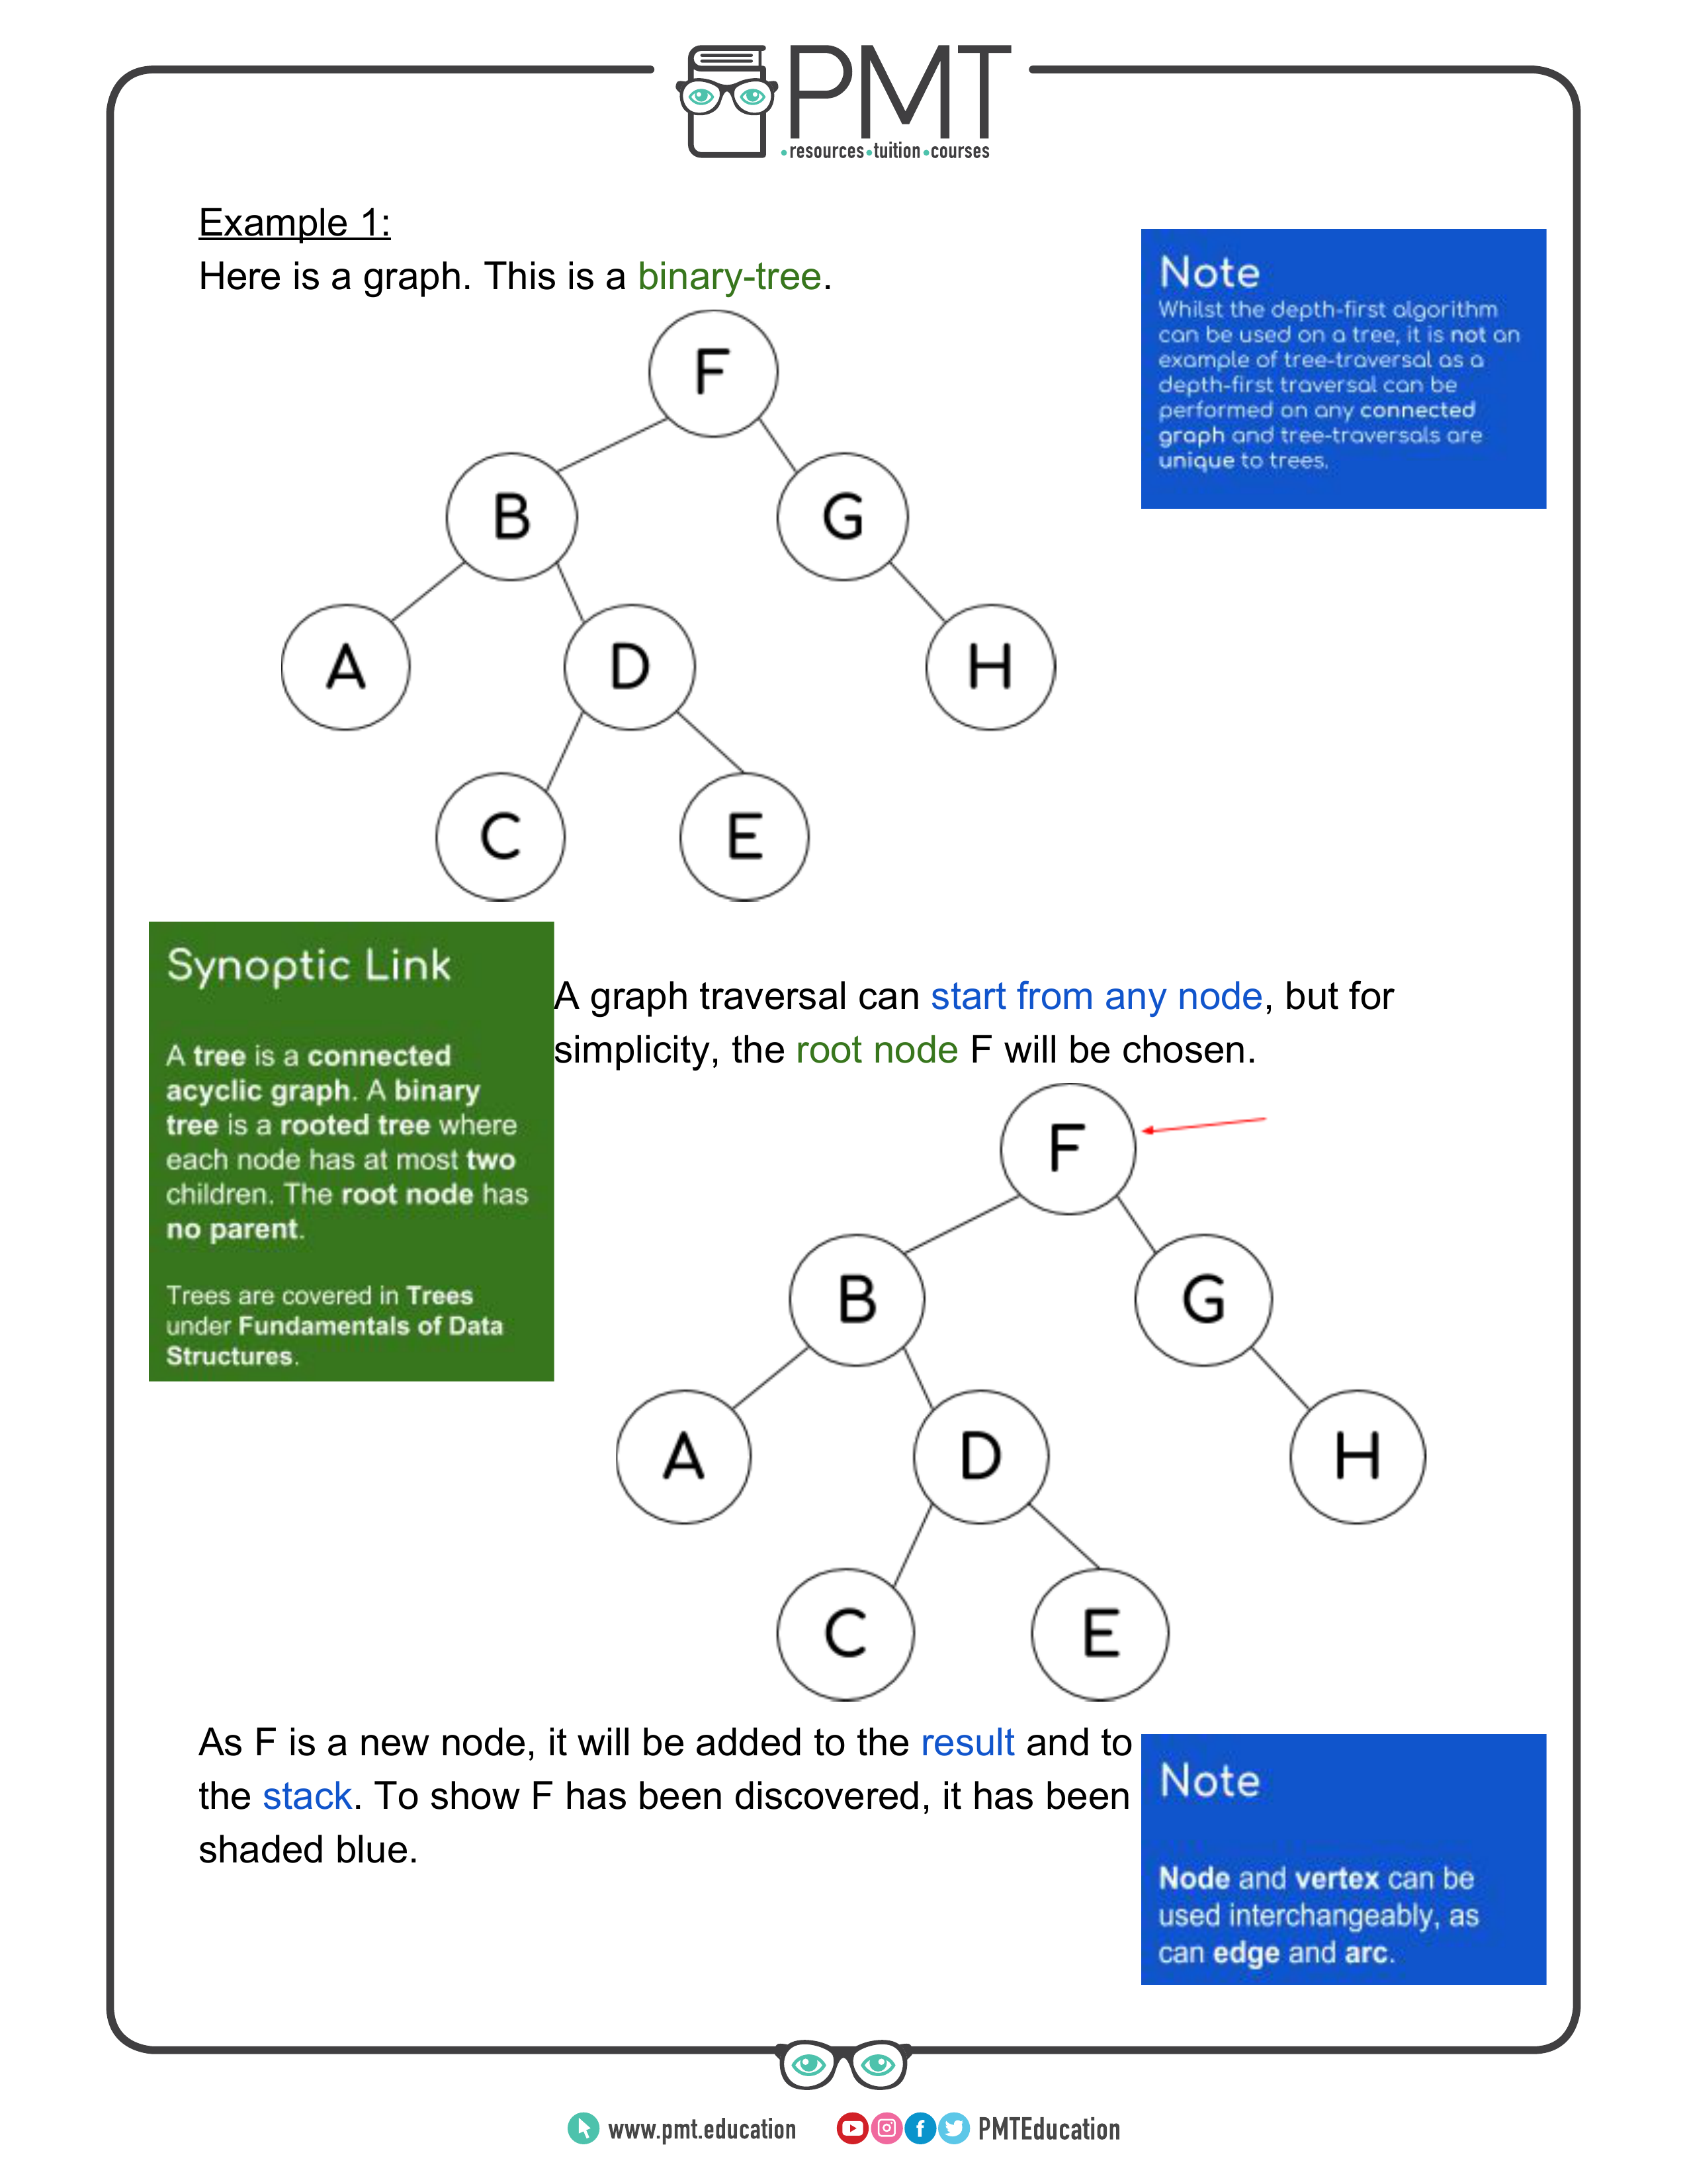 PMT
•resources•tuition•courses
Example 1:
Here is a graph. This is a binary-tree.
Note
Whilst the depth-first algorithm
can be used on a tree, it is not an
example of tree-traversal as a
depth-first traversal can be
performed on any connected
graph and tree-traversals are
unique to trees.
F
B
G
A
D
H
C
E
Synoptic Link
A tree is a connected
acyclic graph. A binary
tree is a rooted tree where
each node has at most two
children. The root node has
no parent.
Trees are covered in Trees
under Fundamentals of Data
Structures.
A graph traversal can start from any node, but for
simplicity, the root node F will be chosen.
F
B
G
A
D
H
C
E
As F is a new node, it will be added to the result and to
the stack. To show F has been discovered, it has been
shaded blue.
Note
Node and vertex can be
used interchangeably, as
can edge and arc.
www.pmt.education
PMTEducation